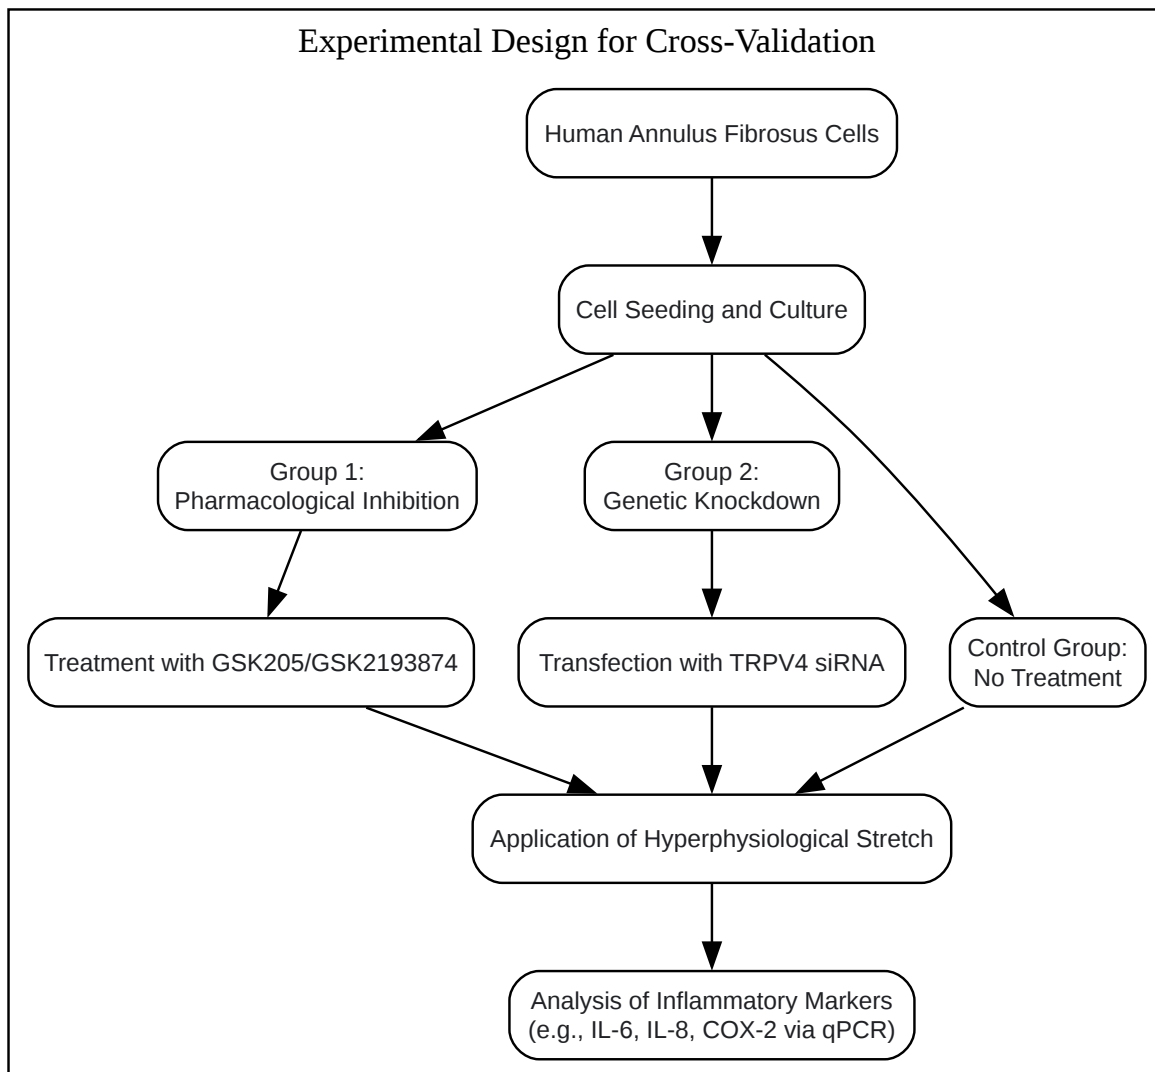 Experimental Design for Cross-Validation
Human Annulus Fibrosus Cells
Cell Seeding and Culture
Group 1:
Pharmacological Inhibition
Group 2:
Genetic Knockdown
Treatment with GSK205/GSK2193874
Transfection with TRPV4 siRNA
Control Group:
No Treatment
Application of Hyperphysiological Stretch
Analysis of Inflammatory Markers
(e.g., IL-6, IL-8, COX-2 via qPCR)